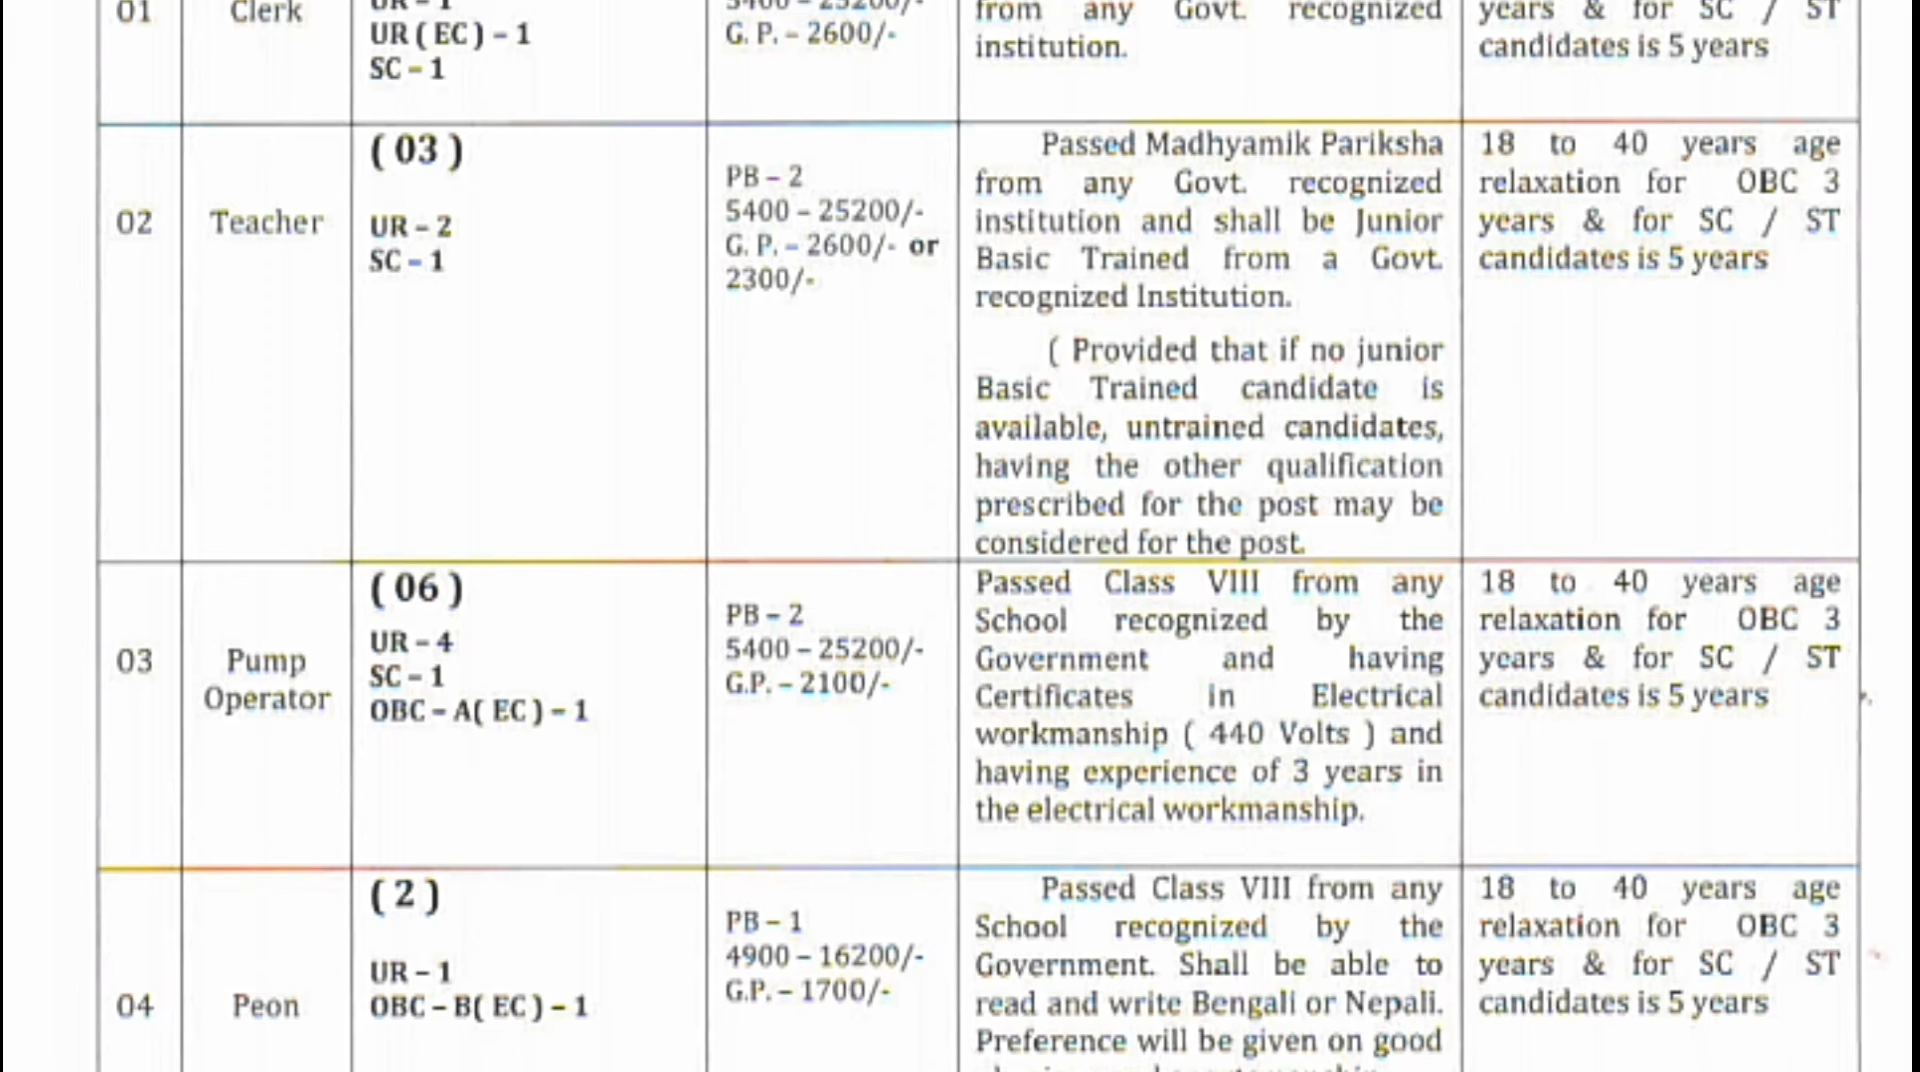 01
Clerk
UR – 1
UR ( EC ) – 1
SC – 1
5400 – 25200/-
G. P. – 2600/-
from any Govt. recognized
institution.
years & for SC / ST
candidates is 5 years
02
Teacher
( 03 )
UR – 2
SC – 1
PB – 2
5400 – 25200/-
G. P. – 2600/- or
2300/-
Passed Madhyamik Pariksha
from any Govt. recognized
institution and shall be Junior
Basic Trained from a Govt.
recognized Institution.
( Provided that if no junior
Basic Trained candidate is
available, untrained candidates,
having the other qualification
prescribed for the post may be
considered for the post.
18 to 40 years age
relaxation for OBC 3
years & for SC / ST
candidates is 5 years
03
Pump
Operator
( 06 )
UR – 4
SC – 1
OBC – A( EC ) – 1
PB – 2
5400 – 25200/-
G.P. – 2100/-
Passed Class VIII from any
School recognized by the
Government and having
Certificates in Electrical
workmanship ( 440 Volts ) and
having experience of 3 years in
the electrical workmanship.
18 to 40 years age
relaxation for OBC 3
years & for SC / ST
candidates is 5 years
04
Peon
( 2 )
UR – 1
OBC – B( EC ) – 1
PB – 1
4900 – 16200/-
G.P. – 1700/-
Passed Class VIII from any
School recognized by the
Government. Shall be able to
read and write Bengali or Nepali.
Preference will be given on good
18 to 40 years age
relaxation for OBC 3
years & for SC / ST
candidates is 5 years